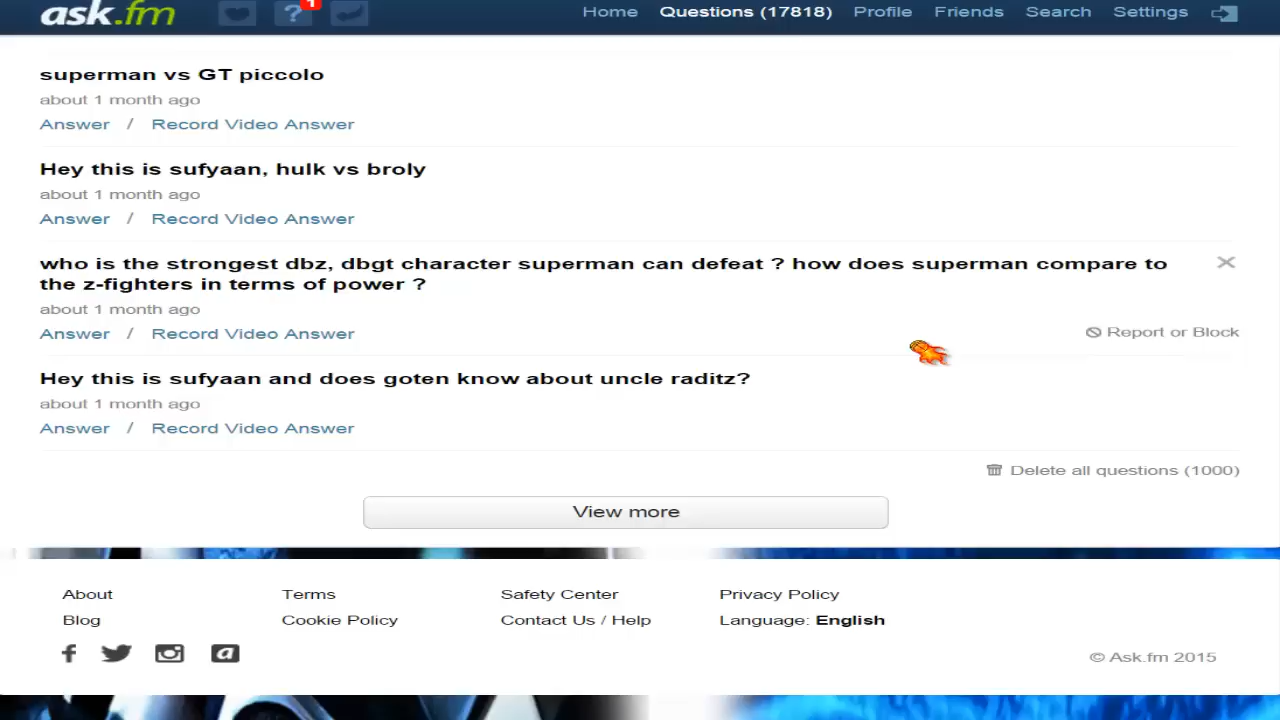 ask.fm ? 1 Home Questions (17818) Profile Friends Search Settings
superman vs GT piccolo
about 1 month ago
Answer / Record Video Answer
Hey this is sufyaan, hulk vs broly
about 1 month ago
Answer / Record Video Answer
who is the strongest dbz, dbgt character superman can defeat ? how does superman compare to
the z-fighters in terms of power ?
about 1 month ago
Answer / Record Video Answer Report or Block
Hey this is sufyaan and does goten know about uncle raditz?
about 1 month ago
Answer / Record Video Answer
Delete all questions (1000)
View more
About Terms Safety Center Privacy Policy
Blog Cookie Policy Contact Us / Help Language: English
© Ask.fm 2015